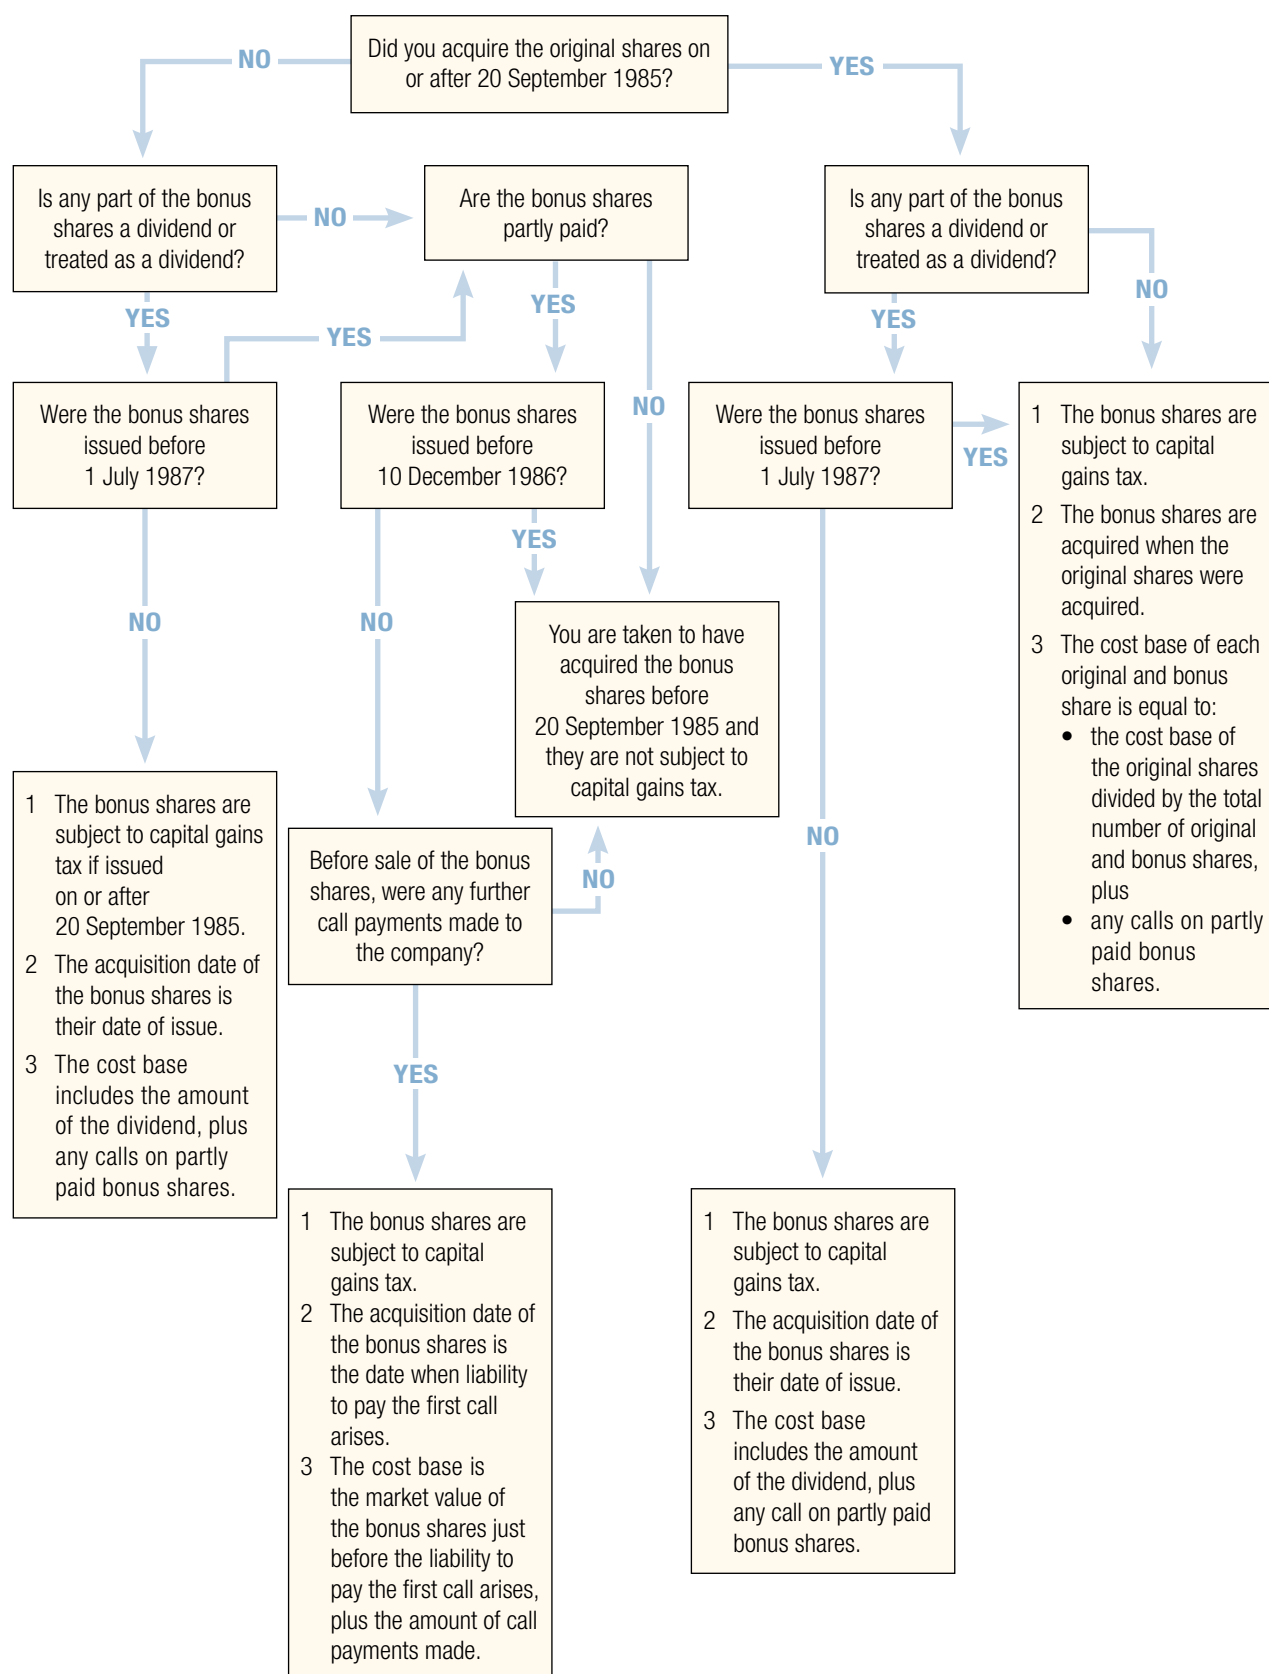 Did you acquire the original shares on
or after 20 September 1985?
NO
YES
Is any part of the bonus
shares a dividend or
treated as a dividend?
NO
Are the bonus shares
partly paid?
Is any part of the bonus
shares a dividend or
treated as a dividend?
YES
YES
YES
NO
YES
NO
Were the bonus shares
issued before
1 July 1987?
Were the bonus shares
issued before
10 December 1986?
Were the bonus shares
issued before
1 July 1987?
YES
1 The bonus shares are
subject to capital
gains tax.
2 The bonus shares are
acquired when the
original shares were
acquired.
3 The cost base of each
original and bonus
share is equal to:
• the cost base of
the original shares
divided by the total
number of original
and bonus shares,
plus
• any calls on partly
paid bonus
shares.
NO
NO
YES
You are taken to have
acquired the bonus
shares before
20 September 1985 and
they are not subject to
capital gains tax.
NO
1 The bonus shares are
subject to capital gains
tax if issued
on or after
20 September 1985.
2 The acquisition date of
the bonus shares is
their date of issue.
3 The cost base
includes the amount
of the dividend, plus
any calls on partly
paid bonus shares.
Before sale of the bonus
shares, were any further
call payments made to
the company?
NO
YES
1 The bonus shares are
subject to capital
gains tax.
2 The acquisition date of
the bonus shares is
the date when liability
to pay the first call
arises.
3 The cost base is
the market value of
the bonus shares just
before the liability to
pay the first call arises,
plus the amount of call
payments made.
1 The bonus shares are
subject to capital
gains tax.
2 The acquisition date of
the bonus shares is
their date of issue.
3 The cost base
includes the amount
of the dividend, plus
any call on partly paid
bonus shares.